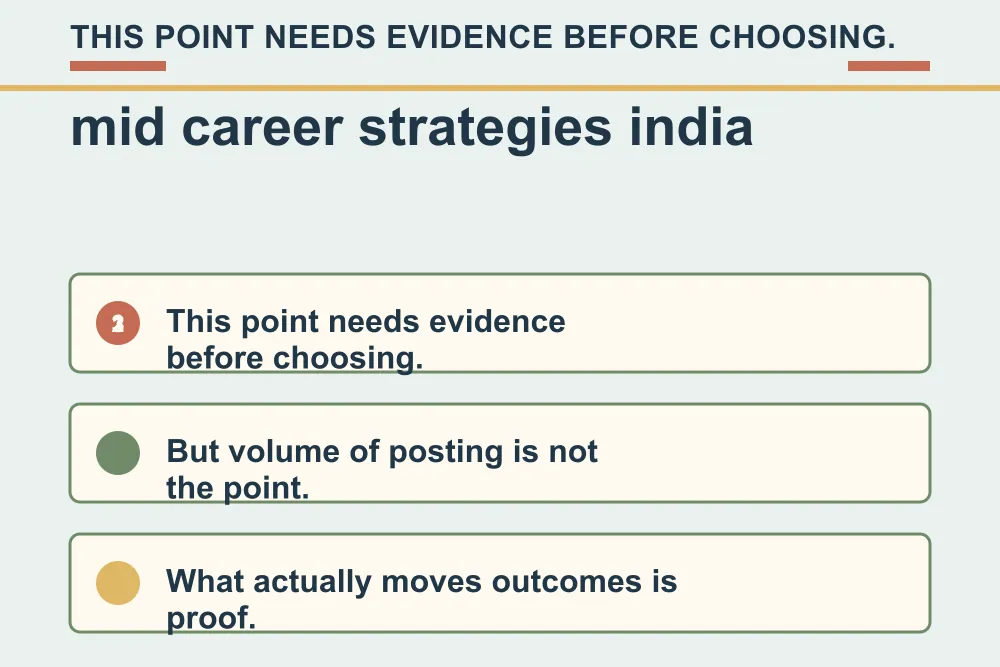 THIS POINT NEEDS EVIDENCE BEFORE CHOOSING.
mid career strategies india
This point needs evidence
before choosing.
But volume of posting is not
the point.
What actually moves outcomes is
proof.